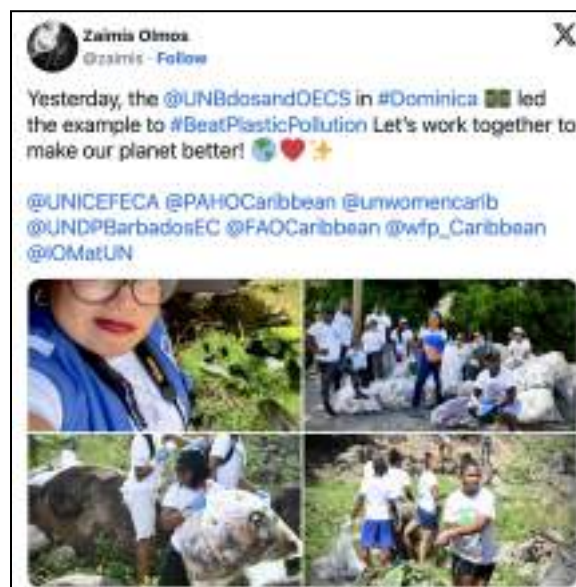 Zaimis Olmos
@zaimis · Follow
Yesterday, the @UNBdosandOECS in #Dominica 🇩🇲 led
the example to #BeatPlasticPollution Let's work together to
make our planet better! 🌎❤️✨
@UNICEFECA @PAHOCaribbean @unwomencarib
@UNDPBarbadosEC @FAOCaribbean @wfp_Caribbean
@IOMatUN